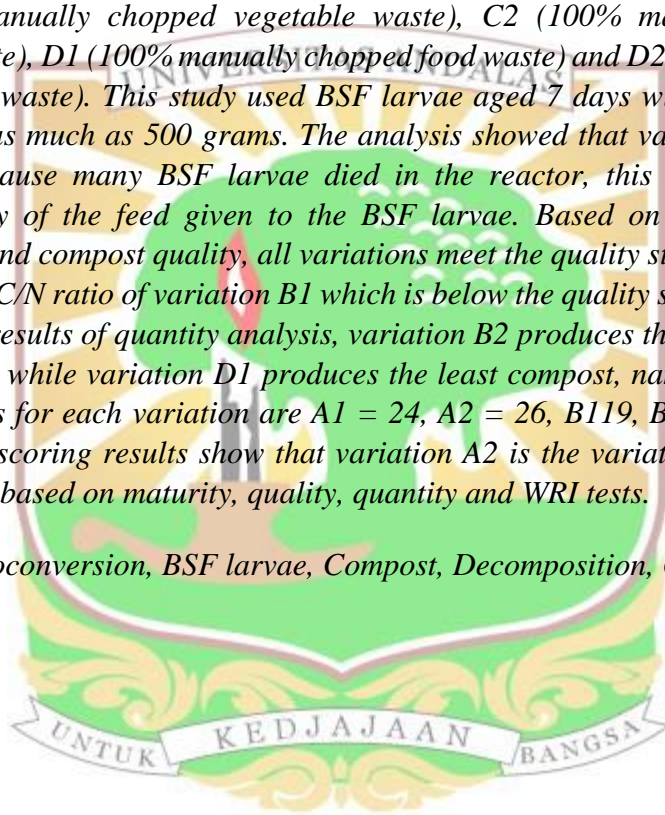 anually chopped vegetable waste), C2 (100% ma
te), D1 (100% manually chopped food waste) and D2
UNIVERSITAS ANDALAS
waste). This study used BSF larvae aged 7 days w
as much as 500 grams. The analysis showed that va
ause many BSF larvae died in the reactor, this
y of the feed given to the BSF larvae. Based on
nd compost quality, all variations meet the quality s
C/N ratio of variation B1 which is below the quality s
results of quantity analysis, variation B2 produces th
while variation D1 produces the least compost, na
s for each variation are A1 = 24, A2 = 26, B119, B
scoring results show that variation A2 is the variat
based on maturity, quality, quantity and WRI tests.
oconversion, BSF larvae, Compost, Decomposition,
UNTUK KEDJAJAAN BANGSA